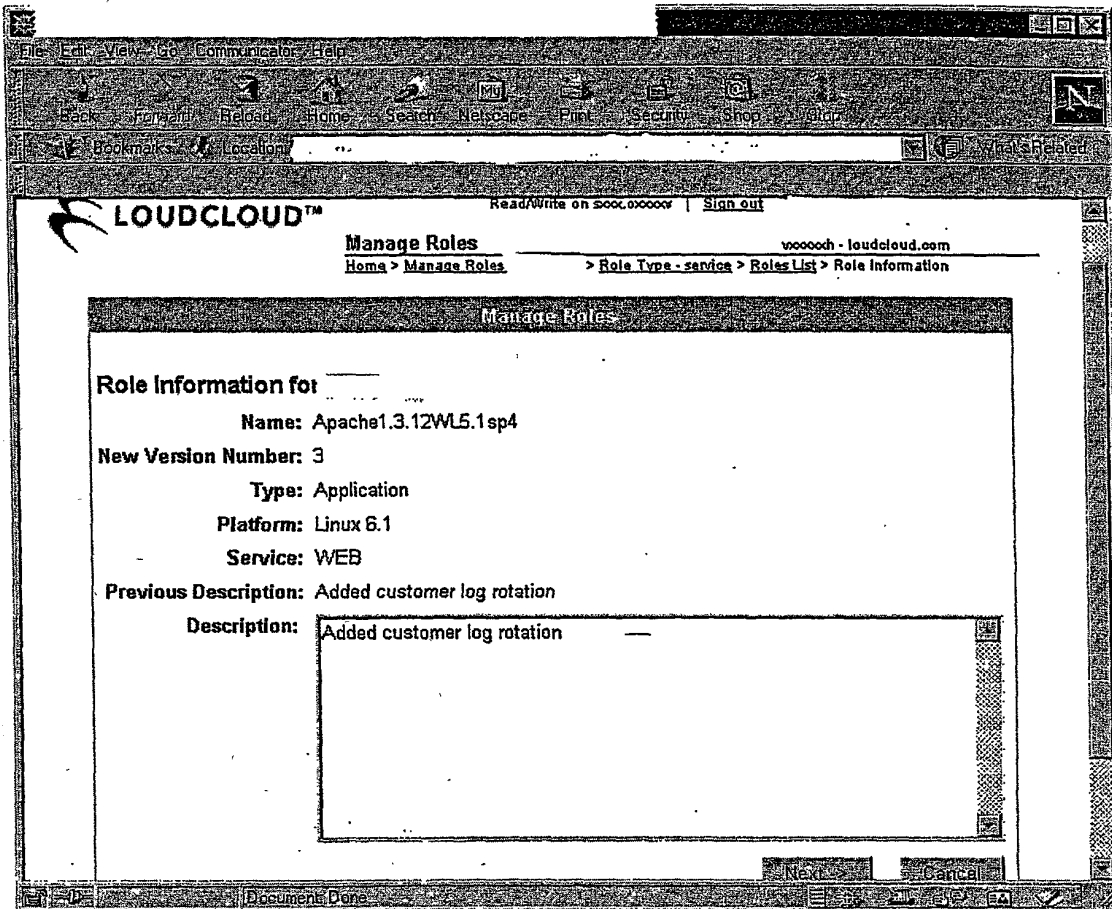 File Edit View Go Communicator Help
Back Forward Reload Home Search Netscape Print Security Shop Stop
My
N
Bookmarks Location: What's Related
LOUDCLOUD™
Read/Write on | Sign out
Manage Roles
- loudcloud.com
Home > Manage Roles > Role Type - service > Roles List > Role Information
Manage Roles
Role Information for
Name: Apache1.3.12WL5.1sp4
New Version Number: 3
Type: Application
Platform: Linux 6.1
Service: WEB
Previous Description: Added customer log rotation
Description: Added customer log rotation
Next --> Cancel
Document: Done